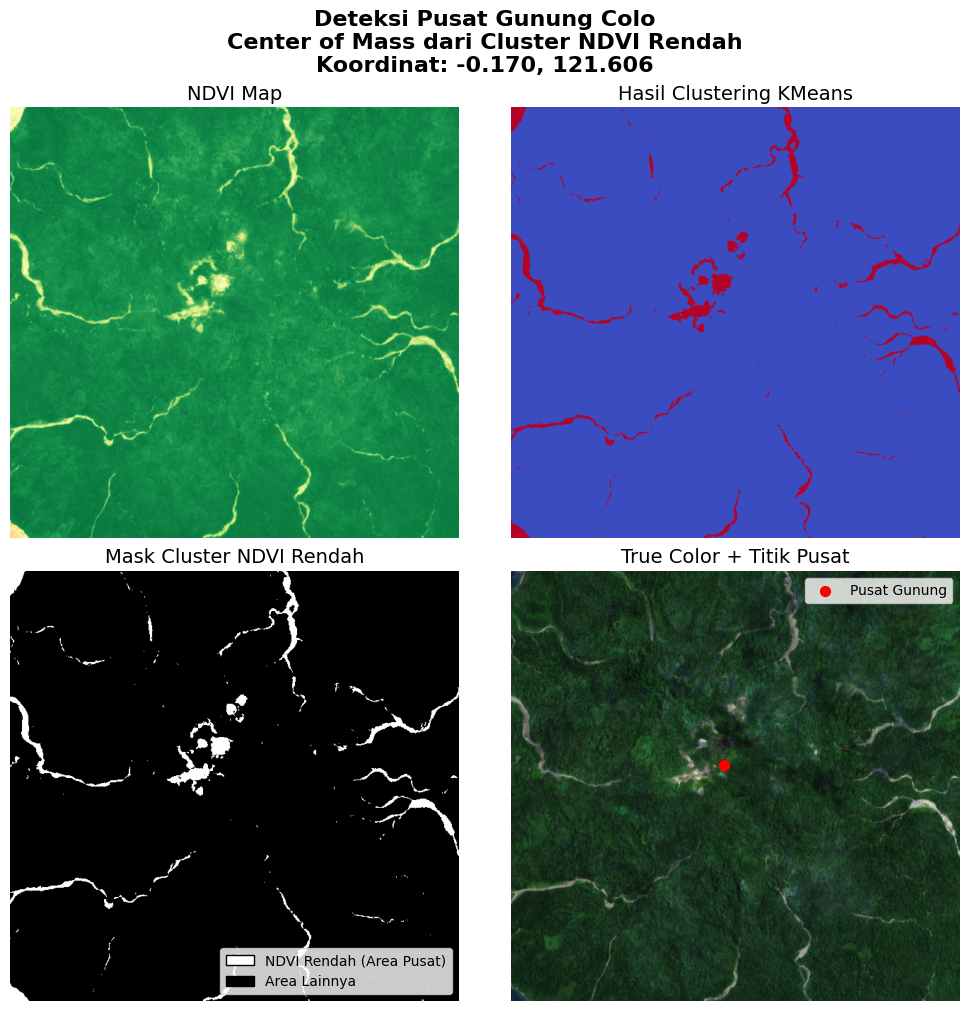 Deteksi Pusat Gunung Colo
Center of Mass dari Cluster NDVI Rendah
Koordinat: -0.170, 121.606
NDVI Map
Hasil Clustering KMeans
Mask Cluster NDVI Rendah
True Color + Titik Pusat
Pusat Gunung
NDVI Rendah (Area Pusat)
Area Lainnya